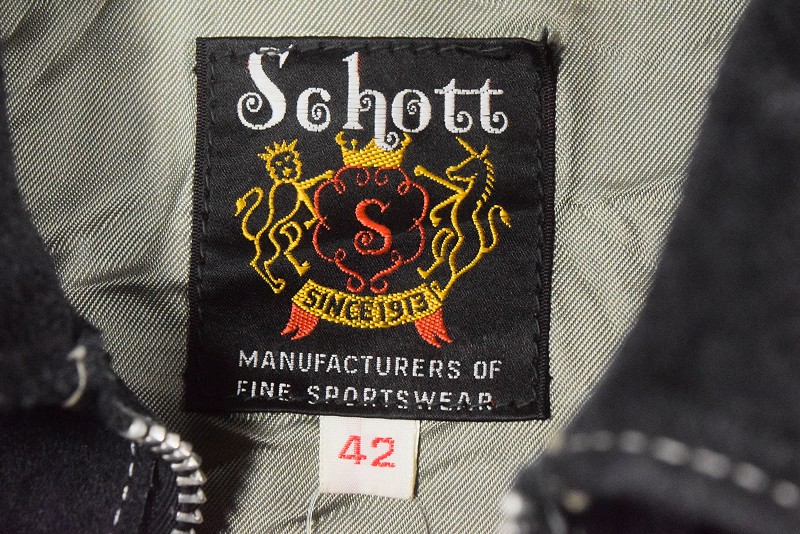 Schott
S
SINCE 1913
MANUFACTURERS OF
FINE SPORTSWEAR
42